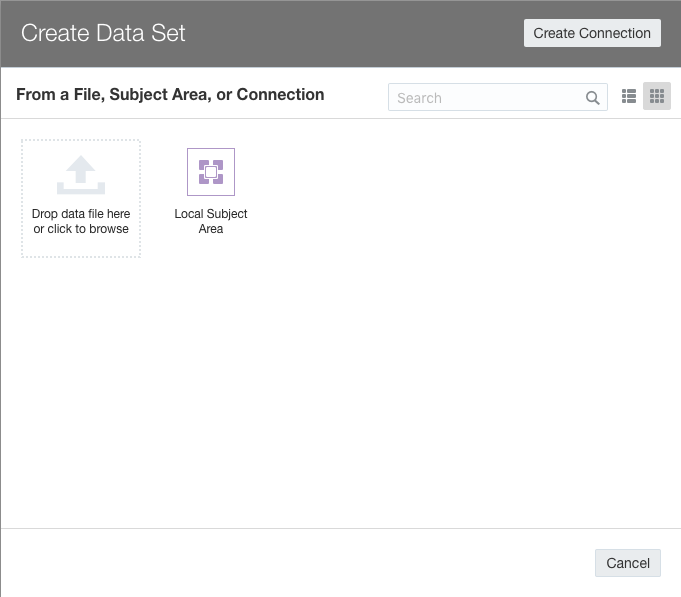 Create Data Set
Create Connection
From a File, Subject Area, or Connection
Search
Drop data file here
or click to browse
Local Subject
Area
Cancel